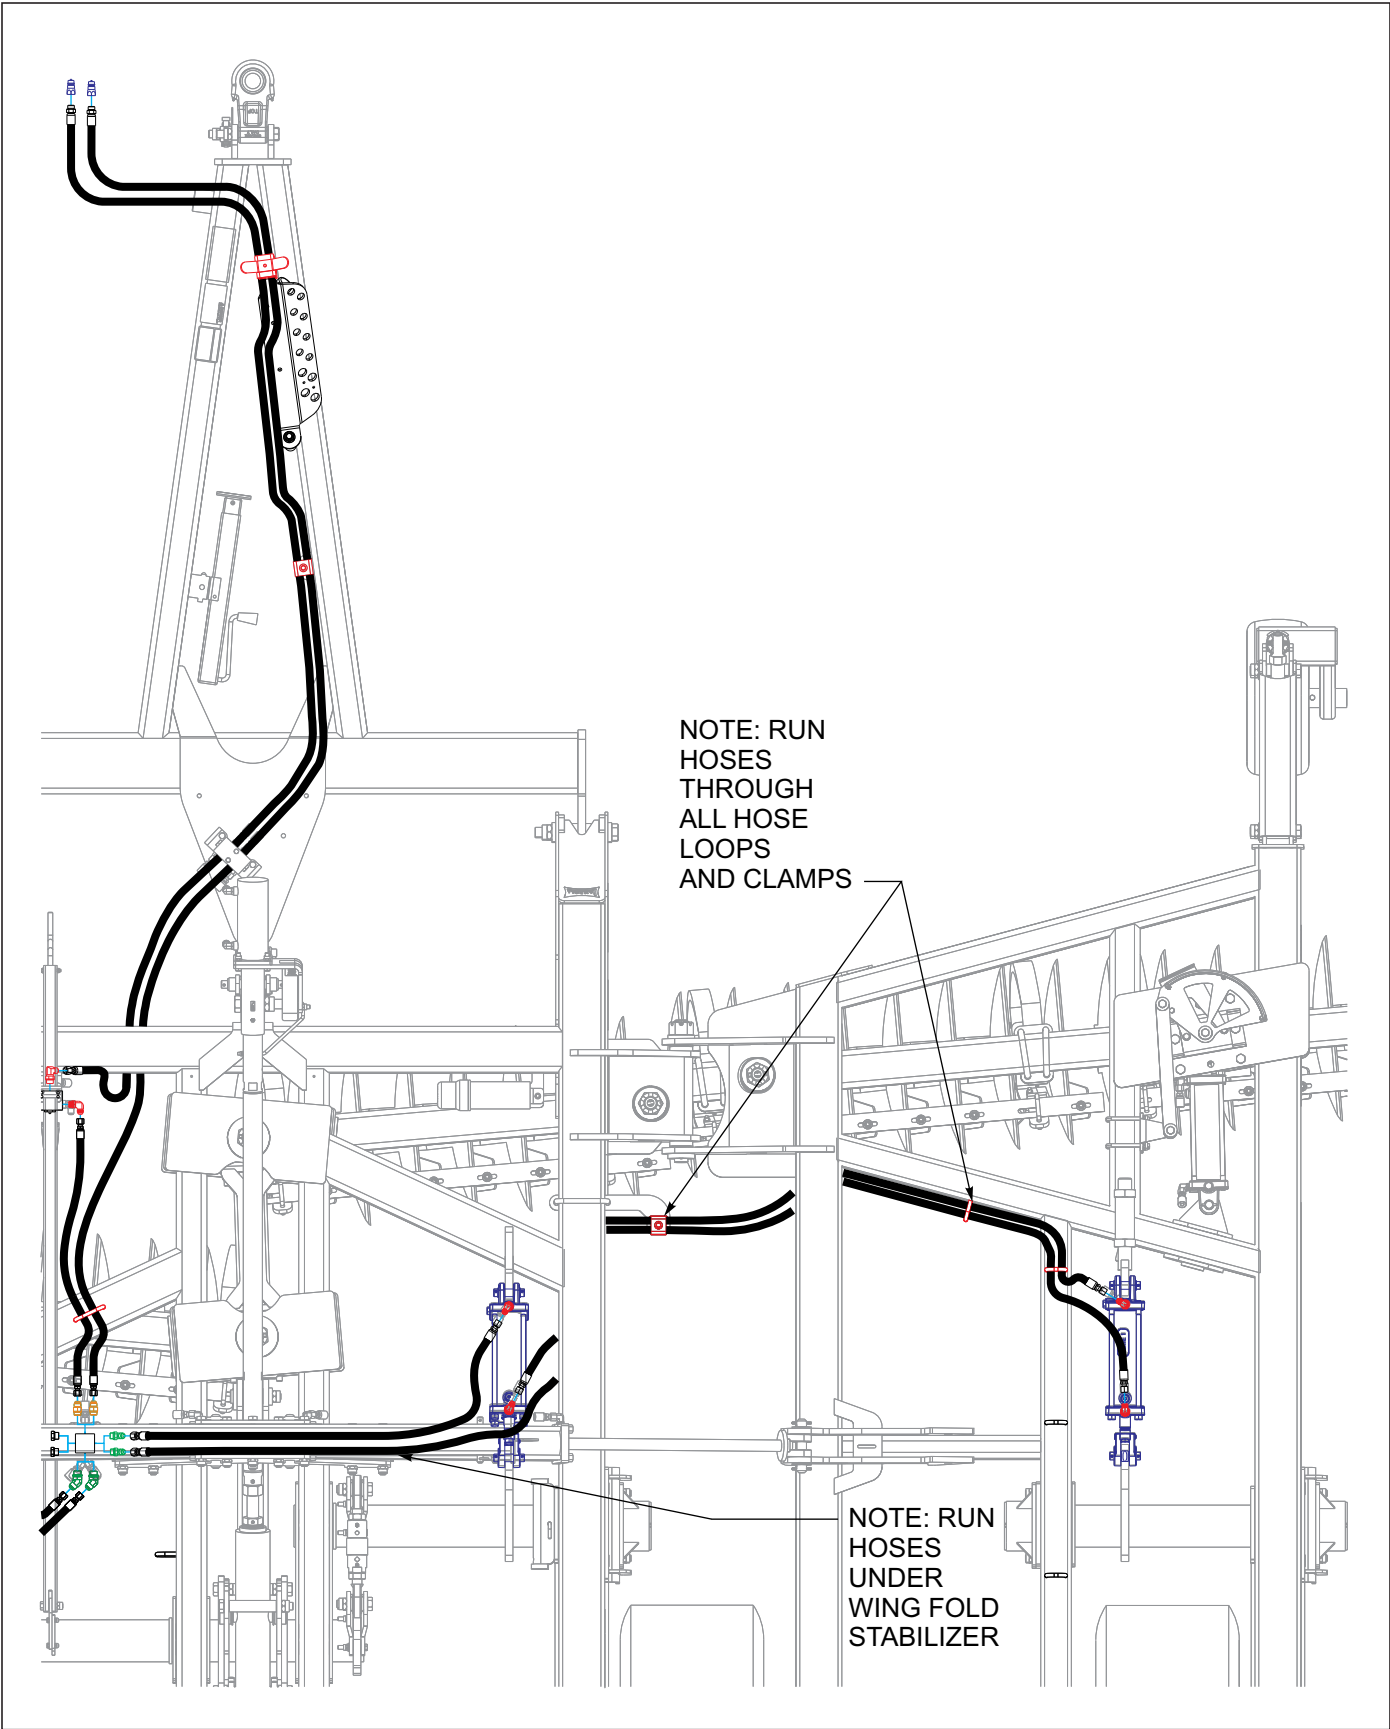 NOTE: RUN
HOSES
THROUGH
ALL HOSE
LOOPS
AND CLAMPS
NOTE: RUN
HOSES
UNDER
WING FOLD
STABILIZER